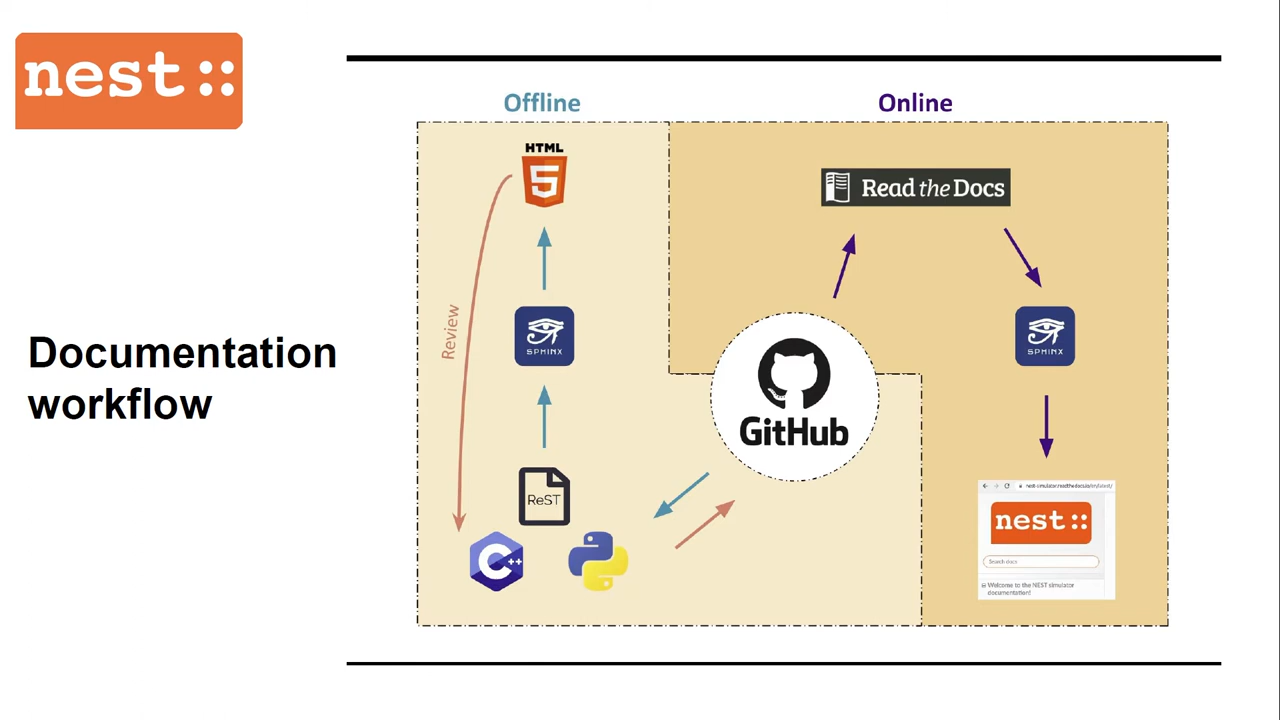 nest::
Offline
Online
HTML
5
Read the Docs
Review
SPHINX
SPHINX
Documentation
workflow
GitHub
ReST
C++
nest::
Search docs
Welcome to the NEST simulator
documentation!